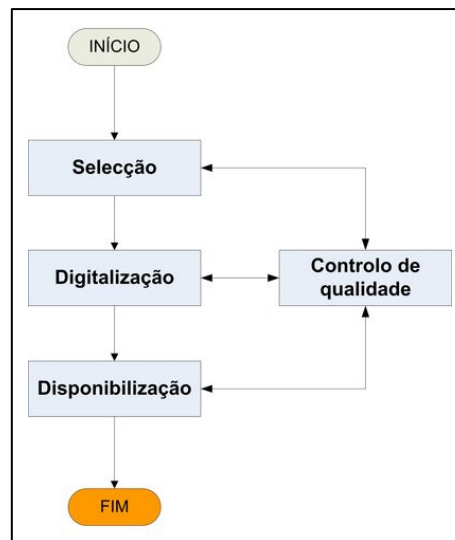 INÍCIO
Selecção
Digitalização
Controlo de
qualidade
Disponibilização
FIM